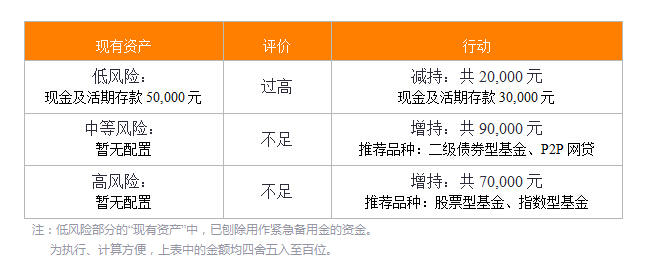 现有资产 评价 行动
低风险： 过高 减持：共 20,000 元
现金及活期存款 50,000 元 现金及活期存款 30,000 元
中等风险： 不足 增持：共 90,000 元
暂无配置 推荐品种：二级债券型基金、P2P 网贷
高风险： 不足 增持：共 70,000 元
暂无配置 推荐品种：股票型基金、指数型基金
注：低风险部分的“现有资产”中，已刨除用作紧急备用金的资金。
为执行、计算方便，上表中的金额均四舍五入至百位。